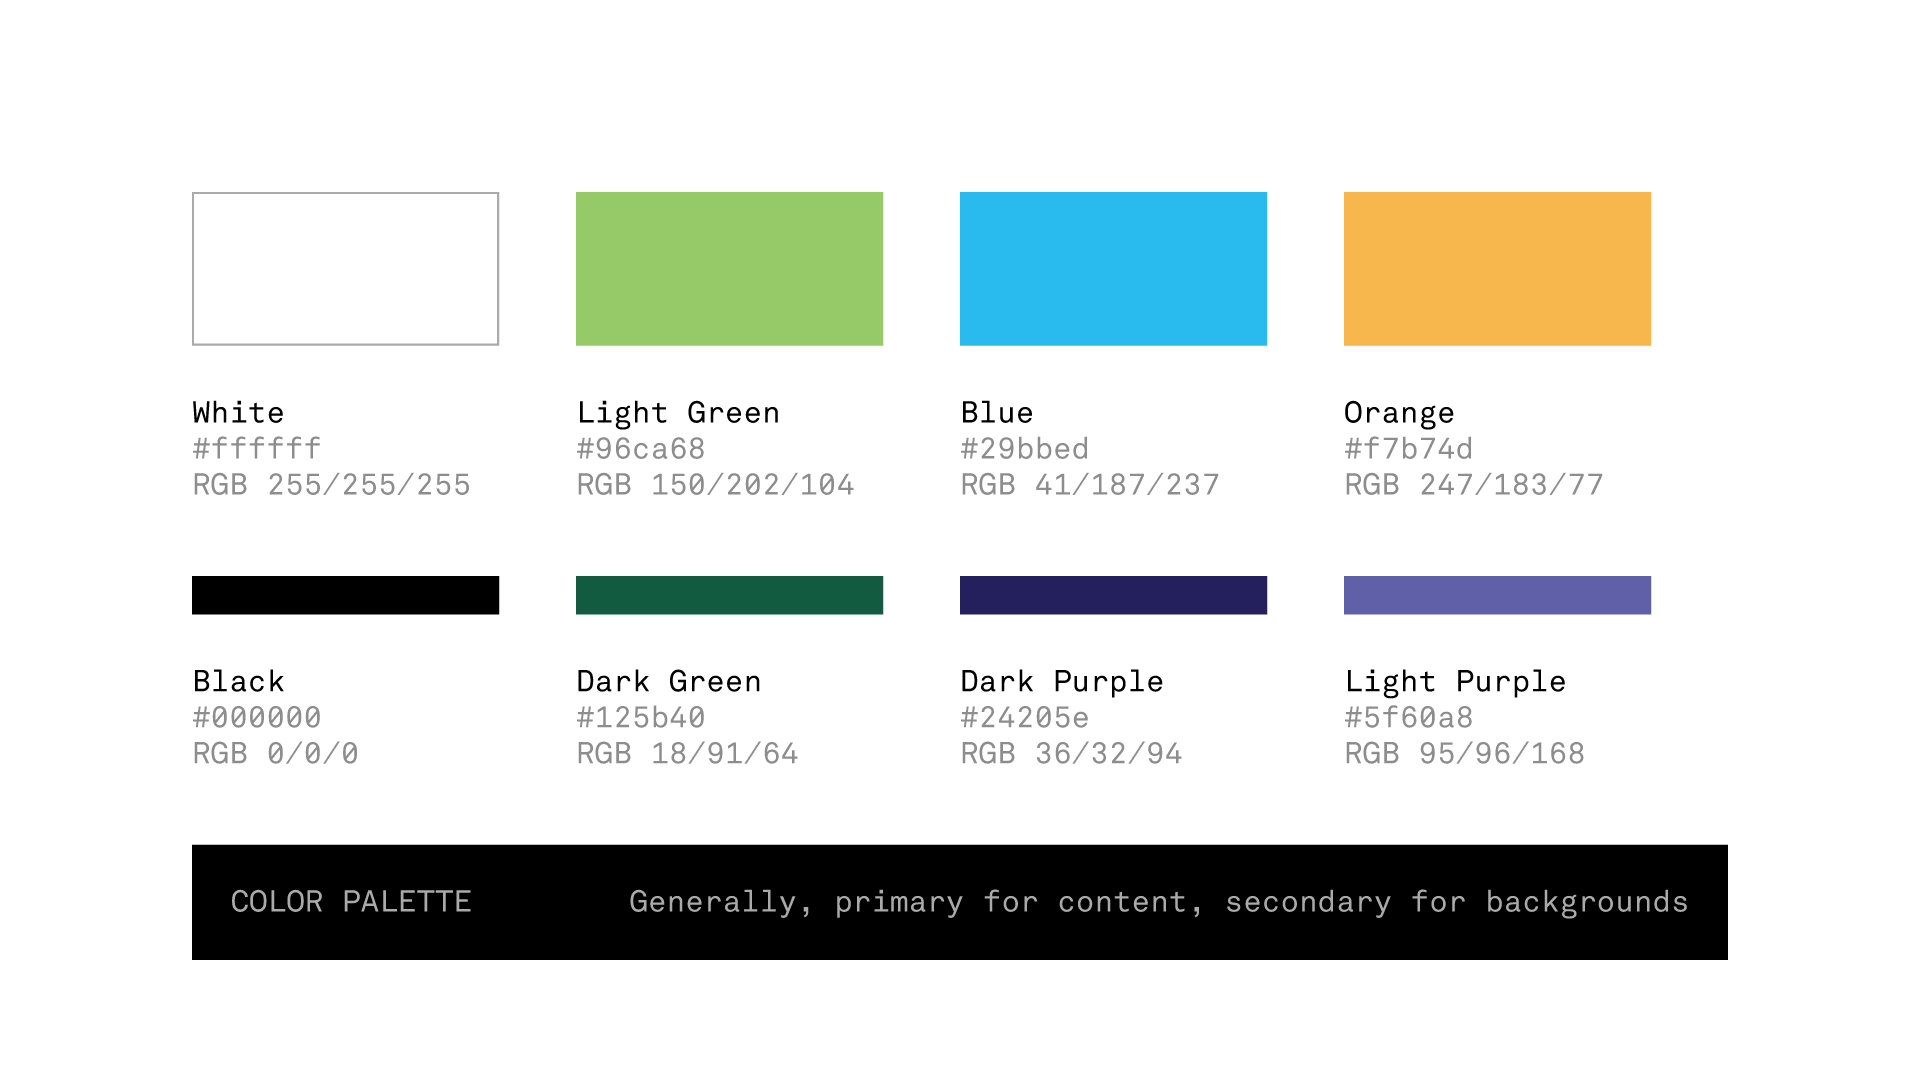 White
#ffffff
RGB 255/255/255
Light Green
#96ca68
RGB 150/202/104
Blue
#29bbed
RGB 41/187/237
Orange
#f7b74d
RGB 247/183/77
Black
#000000
RGB 0/0/0
Dark Green
#125b40
RGB 18/91/64
Dark Purple
#24205e
RGB 36/32/94
Light Purple
#5f60a8
RGB 95/96/168
COLOR PALETTE
Generally, primary for content, secondary for backgrounds